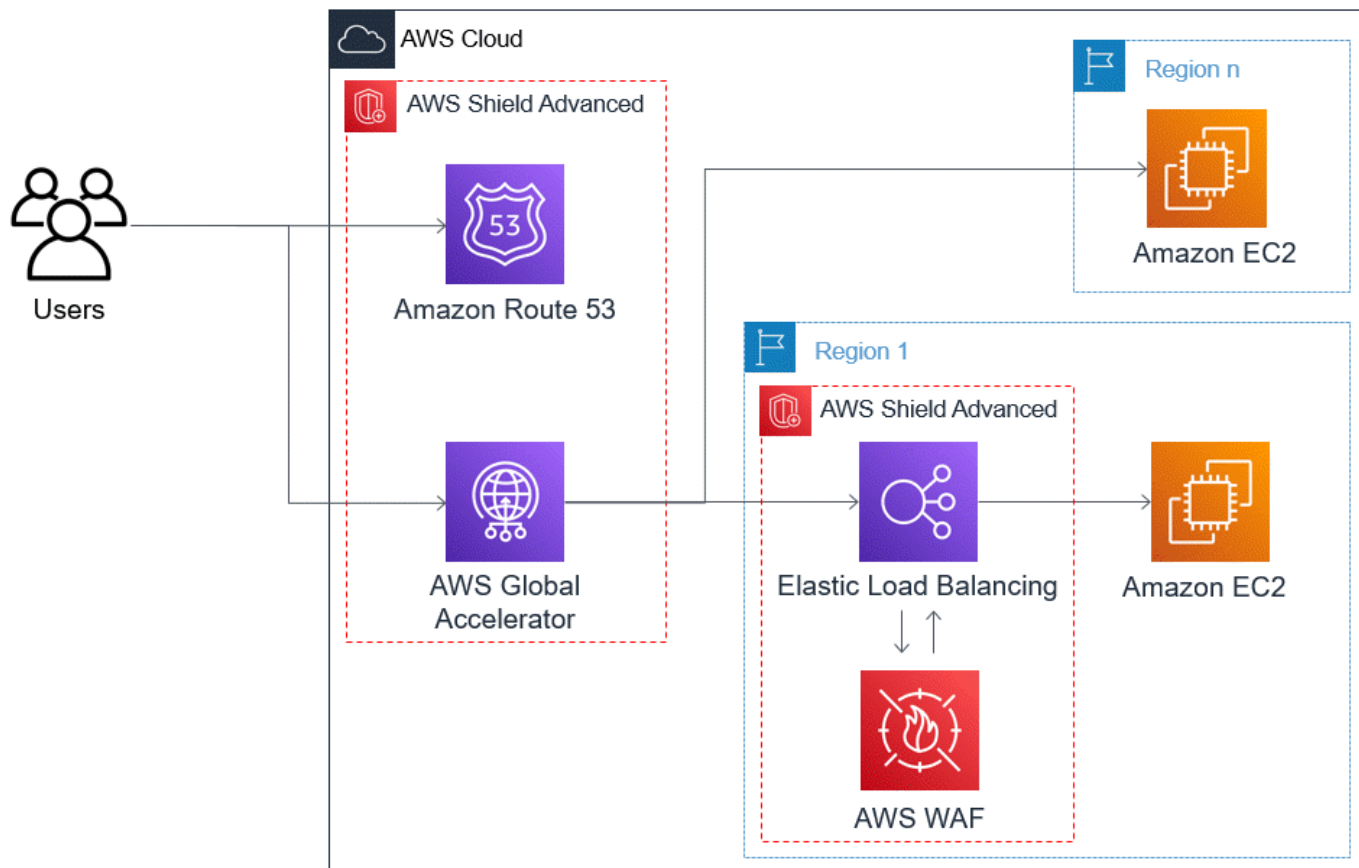 AWS Cloud
Region n
AWS Shield Advanced
53
Amazon EC2
Users
Amazon Route 53
Region 1
AWS Shield Advanced
AWS Global
Accelerator
Elastic Load Balancing
Amazon EC2
AWS WAF